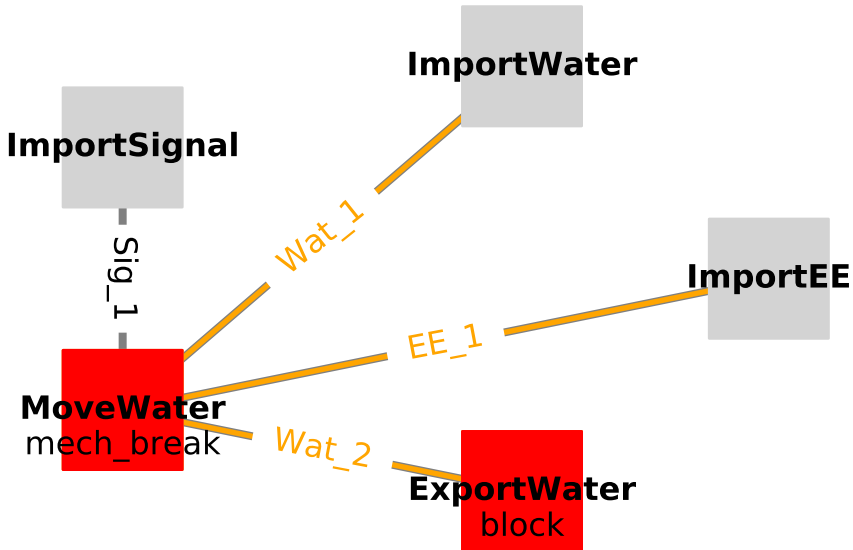 ImportWater
ImportSignal
Wat_1
Sig_1
ImportEE
EE_1
MoveWater
mech_break
Wat_2
ExportWater
block